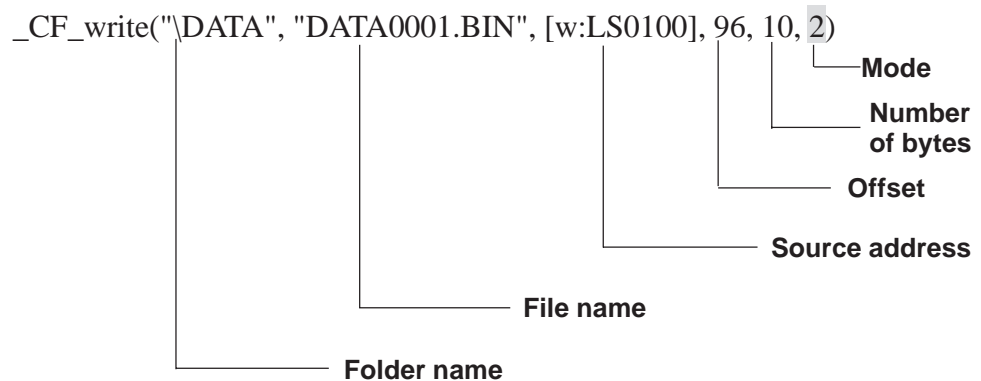 _CF_write("\DATA", "DATA0001.BIN", [w:LS0100], 96, 10, 2)
Mode
Number
of bytes
Offset
Source address
File name
Folder name